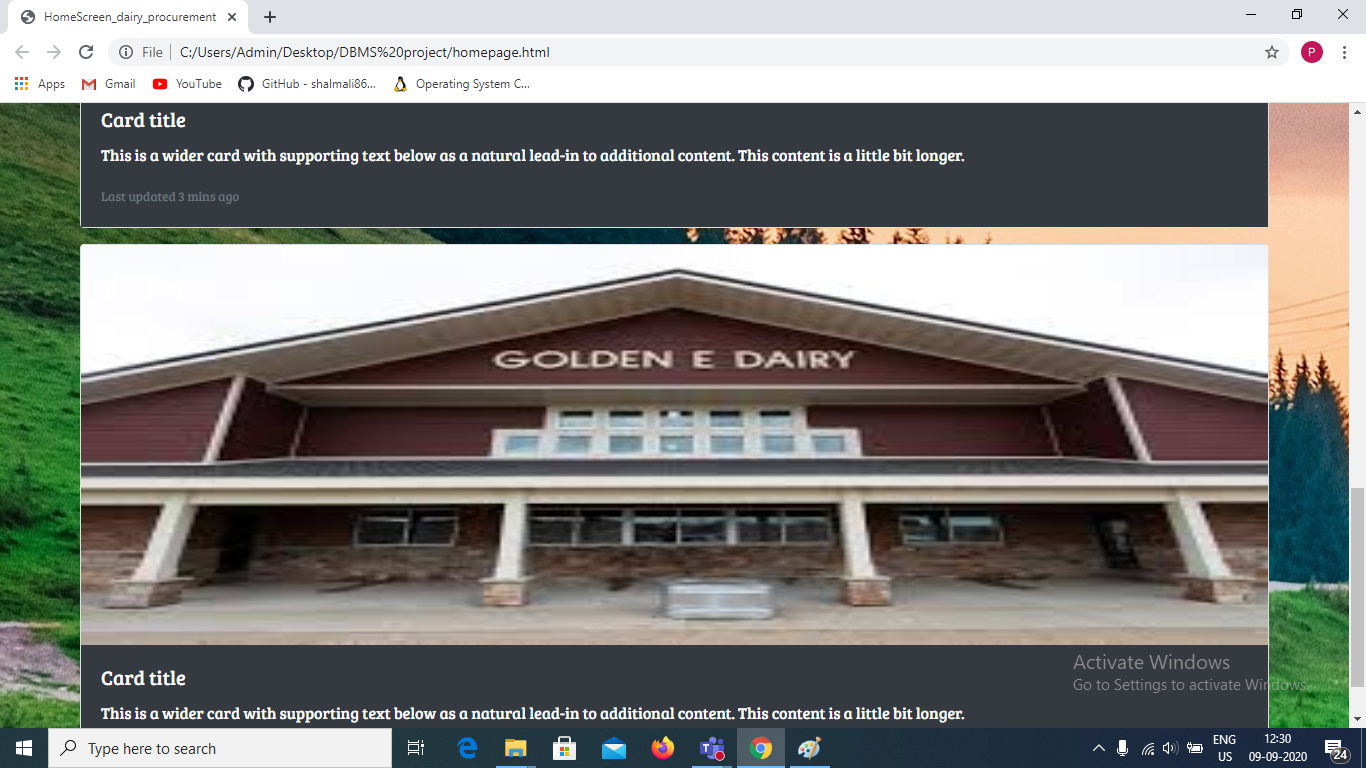 HomeScreen_dairy_procurement
File
C:/Users/Admin/Desktop/DBMS%20project/homepage.html
P
Apps
Gmail
YouTube
GitHub - shalmali86...
Operating System C...
Card title
This is a wider card with supporting text below as a natural lead-in to additional content. This content is a little bit longer.
Last updated 3 mins ago
GOLDEN E DAIRY
Card title
This is a wider card with supporting text below as a natural lead-in to additional content. This content is a little bit longer.
Activate Windows
Go to Settings to activate Windows.
Type here to search
ENG
US
12:30
09-09-2020
24